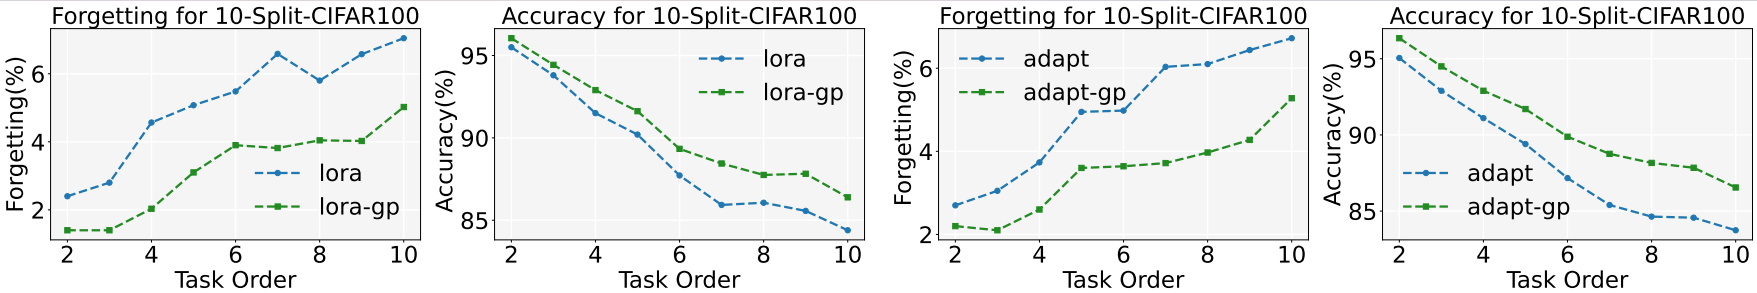 Forgetting for 10-Split-CIFAR100
Forgetting(%)
6
4
2
lora
lora-gp
2 4 6 8 10
Task Order
Accuracy for 10-Split-CIFAR100
Accuracy(%)
95
90
85
lora
lora-gp
2 4 6 8 10
Task Order
Forgetting for 10-Split-CIFAR100
Forgetting(%)
6
4
2
adapt
adapt-gp
2 4 6 8 10
Task Order
Accuracy for 10-Split-CIFAR100
Accuracy(%)
95
90
85
adapt
adapt-gp
2 4 6 8 10
Task Order